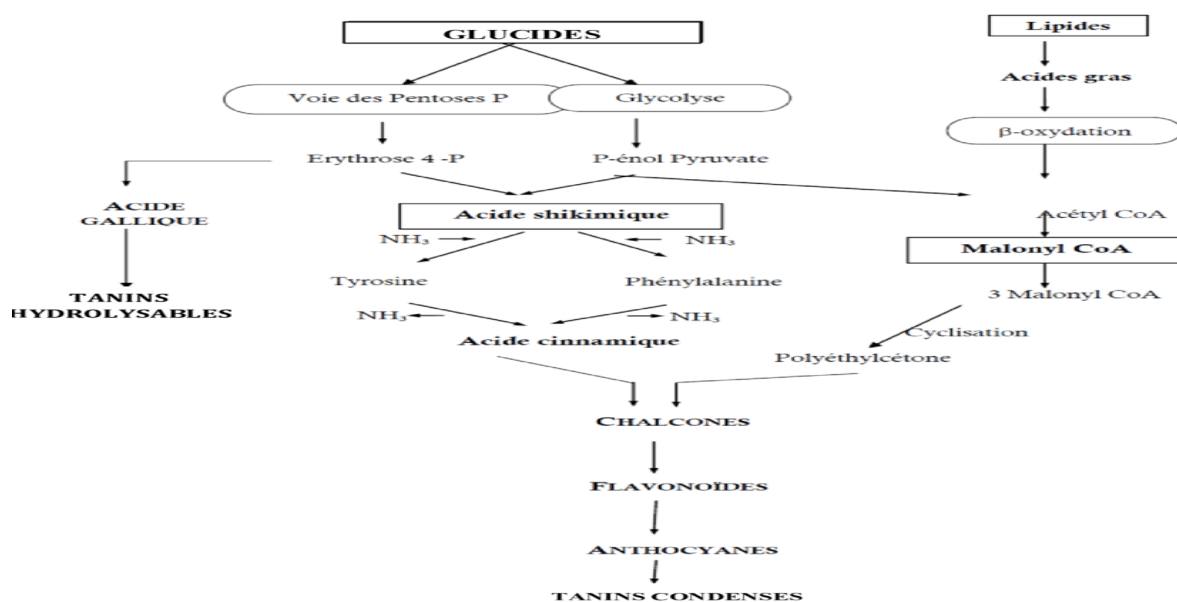 GLUCIDES
Lipides
Acides gras
Voie des Pentoses P
Glycolyse
β-oxydation
Erythrose 4 -P
P-énol Pyruvate
ACIDE
GALLIQUE
Acide shikimique
Acétyl CoA
NH₃
NH₃
Malonyl CoA
Tyrosine
Phénylalanine
3 Malonyl CoA
TANINS
HYDROLYSABLES
NH₃
NH₃
Cyclisation
Acide cinnamique
Polyéthylcétone
CHALCONES
FLAVONOÏDES
ANTHOCYANES
TANINS CONDENSES